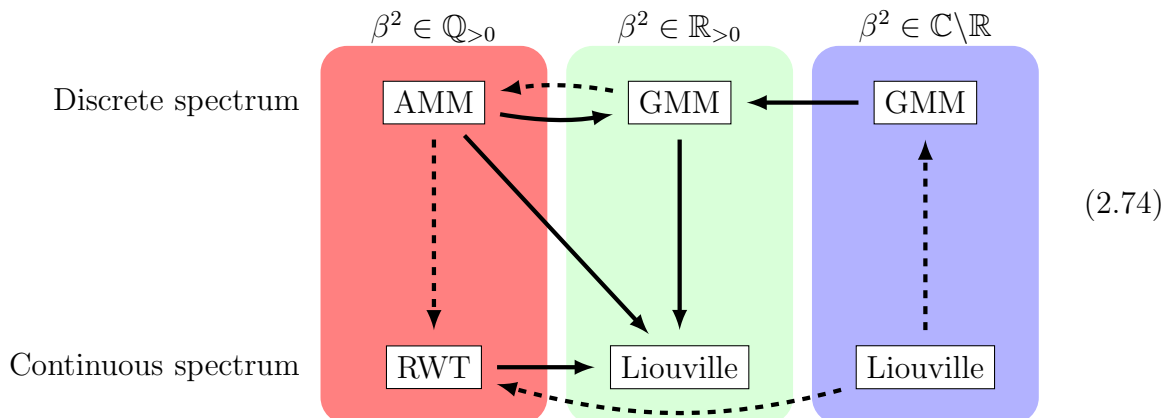 β² ∈ ℚ>0 β² ∈ ℝ>0 β² ∈ ℂ\ℝ
Discrete spectrum AMM GMM GMM
(2.74)
Continuous spectrum RWT Liouville Liouville